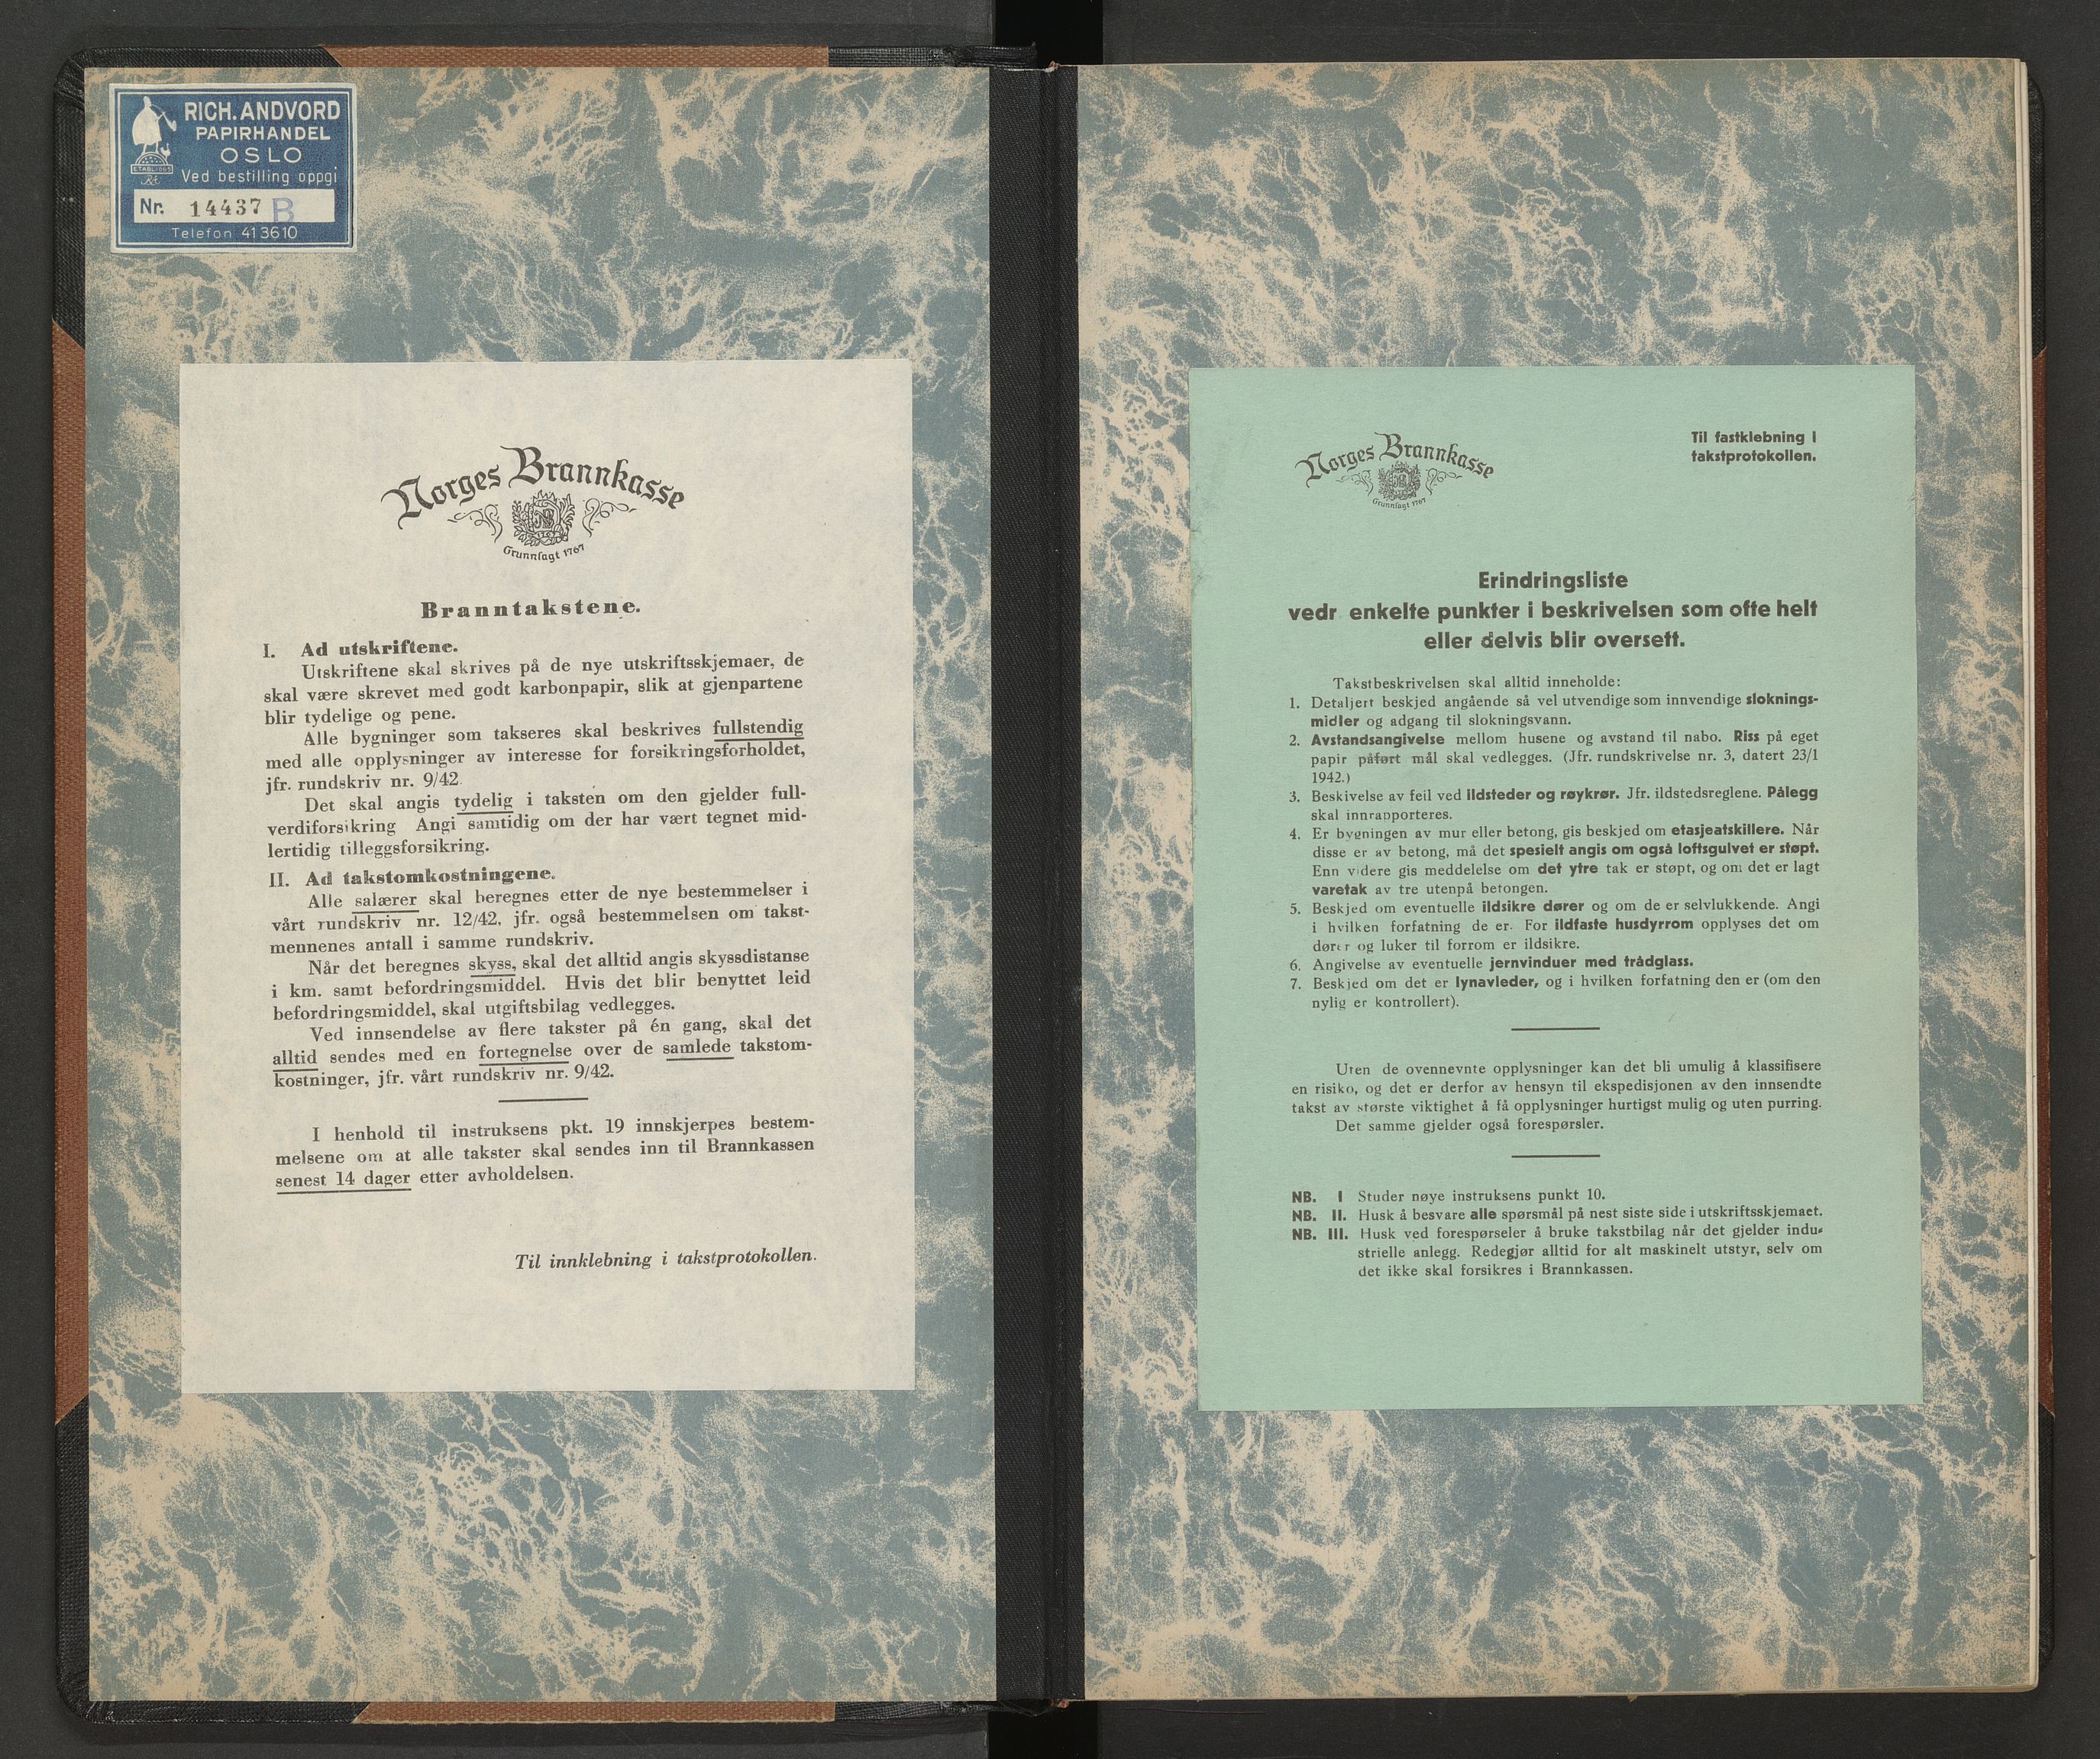 RICH. ANDVORD
PAPIRHANDEL
OSLO
ETABL. 1865
Ved bestilling oppgi
Nr. 14437 B
Telefon 413610
Norges Brannkasse
Grunnlagt 1767
Branntakstene.
I. Ad utskriftene.
Utskriftene skal skrives på de nye utskriftsskjemaer, de
skal være skrevet med godt karbonpapir, slik at gjenpartene
blir tydelige og pene.
Alle bygninger som takseres skal beskrives fullstendig
med alle opplysninger av interesse for forsikringsforholdet,
jfr. rundskriv nr. 9/42.
Det skal angis tydelig i taksten om den gjelder full-
verdiforsikring Angi samtidig om der har vært tegnet mid-
lertidig tilleggsforsikring.
II. Ad takstomkostningene.
Alle salærer skal beregnes etter de nye bestemmelser i
vårt rundskriv nr. 12/42, jfr. også bestemmelsen om takst-
mennenes antall i samme rundskriv.
Når det beregnes skyss, skal det alltid angis skyssdistanse
i km. samt befordringsmiddel. Hvis det blir benyttet leid
befordringsmiddel, skal utgiftsbilag vedlegges.
Ved innsendelse av flere takster på én gang, skal det
alltid sendes med en fortegnelse over de samlede takstom-
kostninger, jfr. vårt rundskriv nr. 9/42.
I henhold til instruksens pkt. 19 innskjerpes bestem-
melsene om at alle takster skal sendes inn til Brannkassen
senest 14 dager etter avholdelsen.
Til innklebning i takstprotokollen.
Norges Brannkasse
Grunnlagt 1767
Til fastklebning i
takstprotokollen.
Erindringsliste
vedr enkelte punkter i beskrivelsen som ofte helt
eller delvis blir oversett.
Takstbeskrivelsen skal alltid inneholde:
1. Detaljert beskjed angående så vel utvendige som innvendige sloknings-
midler og adgang til slokningsvann.
2. Avstandsangivelse mellom husene og avstand til nabo. Riss på eget
papir påført mål skal vedlegges. (Jfr. rundskrivelse nr. 3, datert 23/1
1942.)
3. Beskivelse av feil ved ildsteder og røykrør. Jfr. ildstedsreglene. Pålegg
skal innrapporteres.
4. Er bygningen av mur eller betong, gis beskjed om etasjeatskillere. Når
disse er av betong, må det spesielt angis om også loftsgulvet er støpt.
Enn videre gis meddelelse om det ytre tak er støpt, og om det er lagt
varetak av tre utenpå betongen.
5. Beskjed om eventuelle ildsikre dører og om de er selvlukkende. Angi
i hvilken forfatning de er. For ildfaste husdyrrom opplyses det om
dører og luker til forrom er ildsikre.
6. Angivelse av eventuelle jernvinduer med trådglass.
7. Beskjed om det er lynavleder, og i hvilken forfatning den er (om den
nylig er kontrollert).
Uten de ovennevnte opplysninger kan det bli umulig å klassifisere
en risiko, og det er derfor av hensyn til ekspedisjonen av den innsendte
takst av største viktighet å få opplysninger hurtigst mulig og uten purring.
Det samme gjelder også forespørsler.
NB. I Studer nøye instruksens punkt 10.
NB. II. Husk å besvare alle spørsmål på nest siste side i utskriftsskjemaet.
NB. III. Husk ved forespørseler å bruke takstbilag når det gjelder indu-
strielle anlegg. Redegjør alltid for alt maskinelt utstyr, selv om
det ikke skal forsikres i Brannkassen.